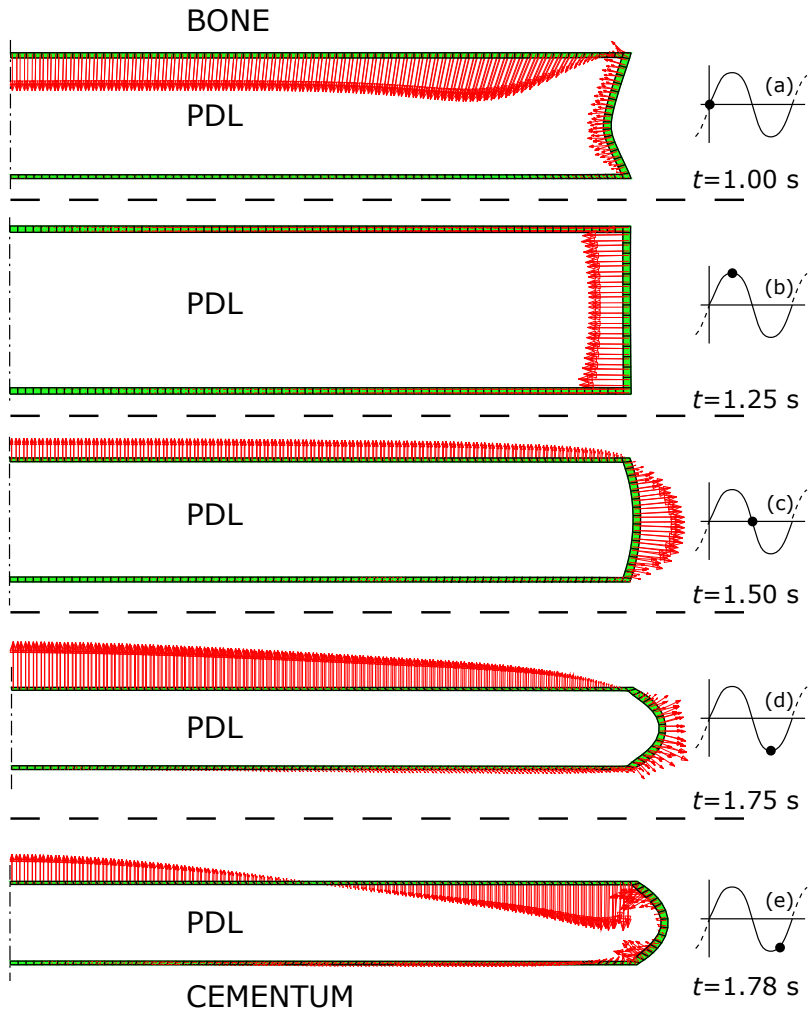 BONE
PDL
(a)
t=1.00 s
PDL
(b)
t=1.25 s
PDL
(c)
t=1.50 s
PDL
(d)
t=1.75 s
PDL
(e)
t=1.78 s
CEMENTUM